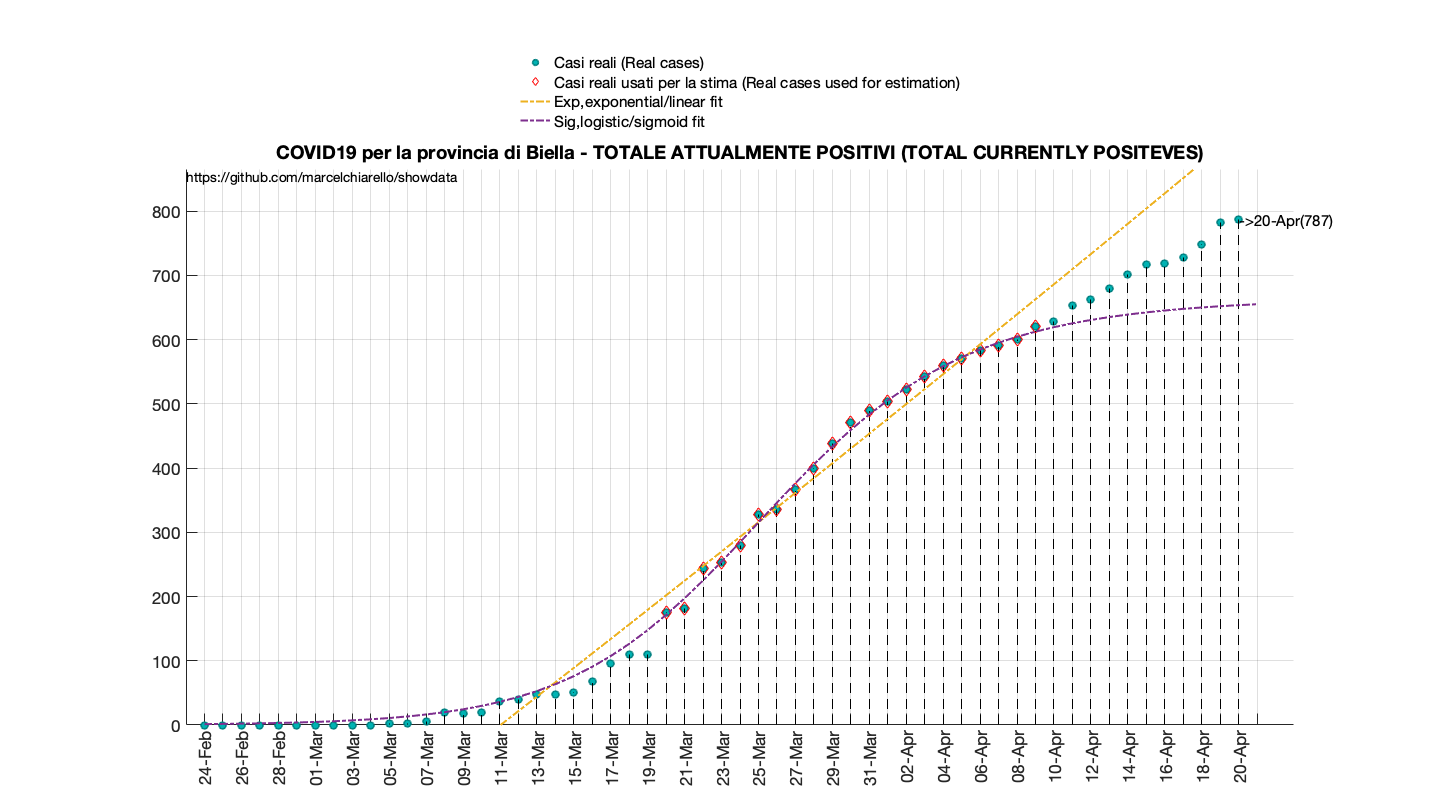 Casi reali (Real cases)
Casi reali usati per la stima (Real cases used for estimation)
Exp,exponential/linear fit
Sig,logistic/sigmoid fit
COVID19 per la provincia di Biella - TOTALE ATTUALMENTE POSITIVI (TOTAL CURRENTLY POSITEVES)
https://github.com/marcelchiarello/showdata
800
>20-Apr(787)
700
600
500
400
300
200
100
0
24-Feb
26-Feb
28-Feb
01-Mar
03-Mar
05-Mar
07-Mar
09-Mar
11-Mar
13-Mar
15-Mar
17-Mar
19-Mar
21-Mar
23-Mar
25-Mar
27-Mar
29-Mar
31-Mar
02-Apr
04-Apr
06-Apr
08-Apr
10-Apr
12-Apr
14-Apr
16-Apr
18-Apr
20-Apr